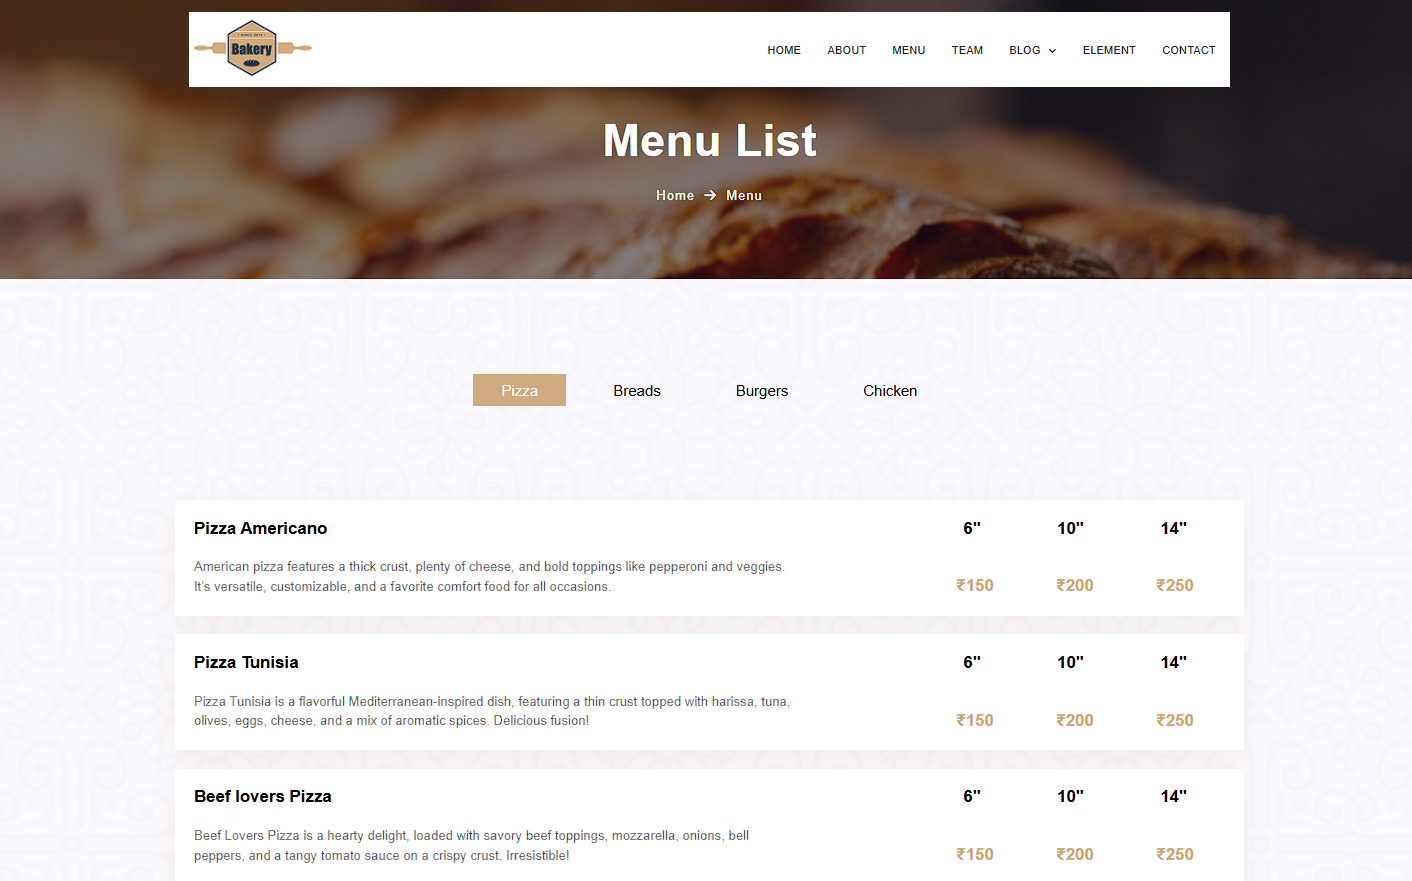 SINCE 2015
Bakery
HOME ABOUT MENU TEAM BLOG ELEMENT CONTACT
Menu List
Home → Menu
Pizza Breads Burgers Chicken
Pizza Americano 6" 10" 14"
American pizza features a thick crust, plenty of cheese, and bold toppings like pepperoni and veggies.
It's versatile, customizable, and a favorite comfort food for all occasions.
₹150 ₹200 ₹250
Pizza Tunisia 6" 10" 14"
Pizza Tunisia is a flavorful Mediterranean-inspired dish, featuring a thin crust topped with harissa, tuna,
olives, eggs, cheese, and a mix of aromatic spices. Delicious fusion!
₹150 ₹200 ₹250
Beef lovers Pizza 6" 10" 14"
Beef Lovers Pizza is a hearty delight, loaded with savory beef toppings, mozzarella, onions, bell
peppers, and a tangy tomato sauce on a crispy crust. Irresistible!
₹150 ₹200 ₹250